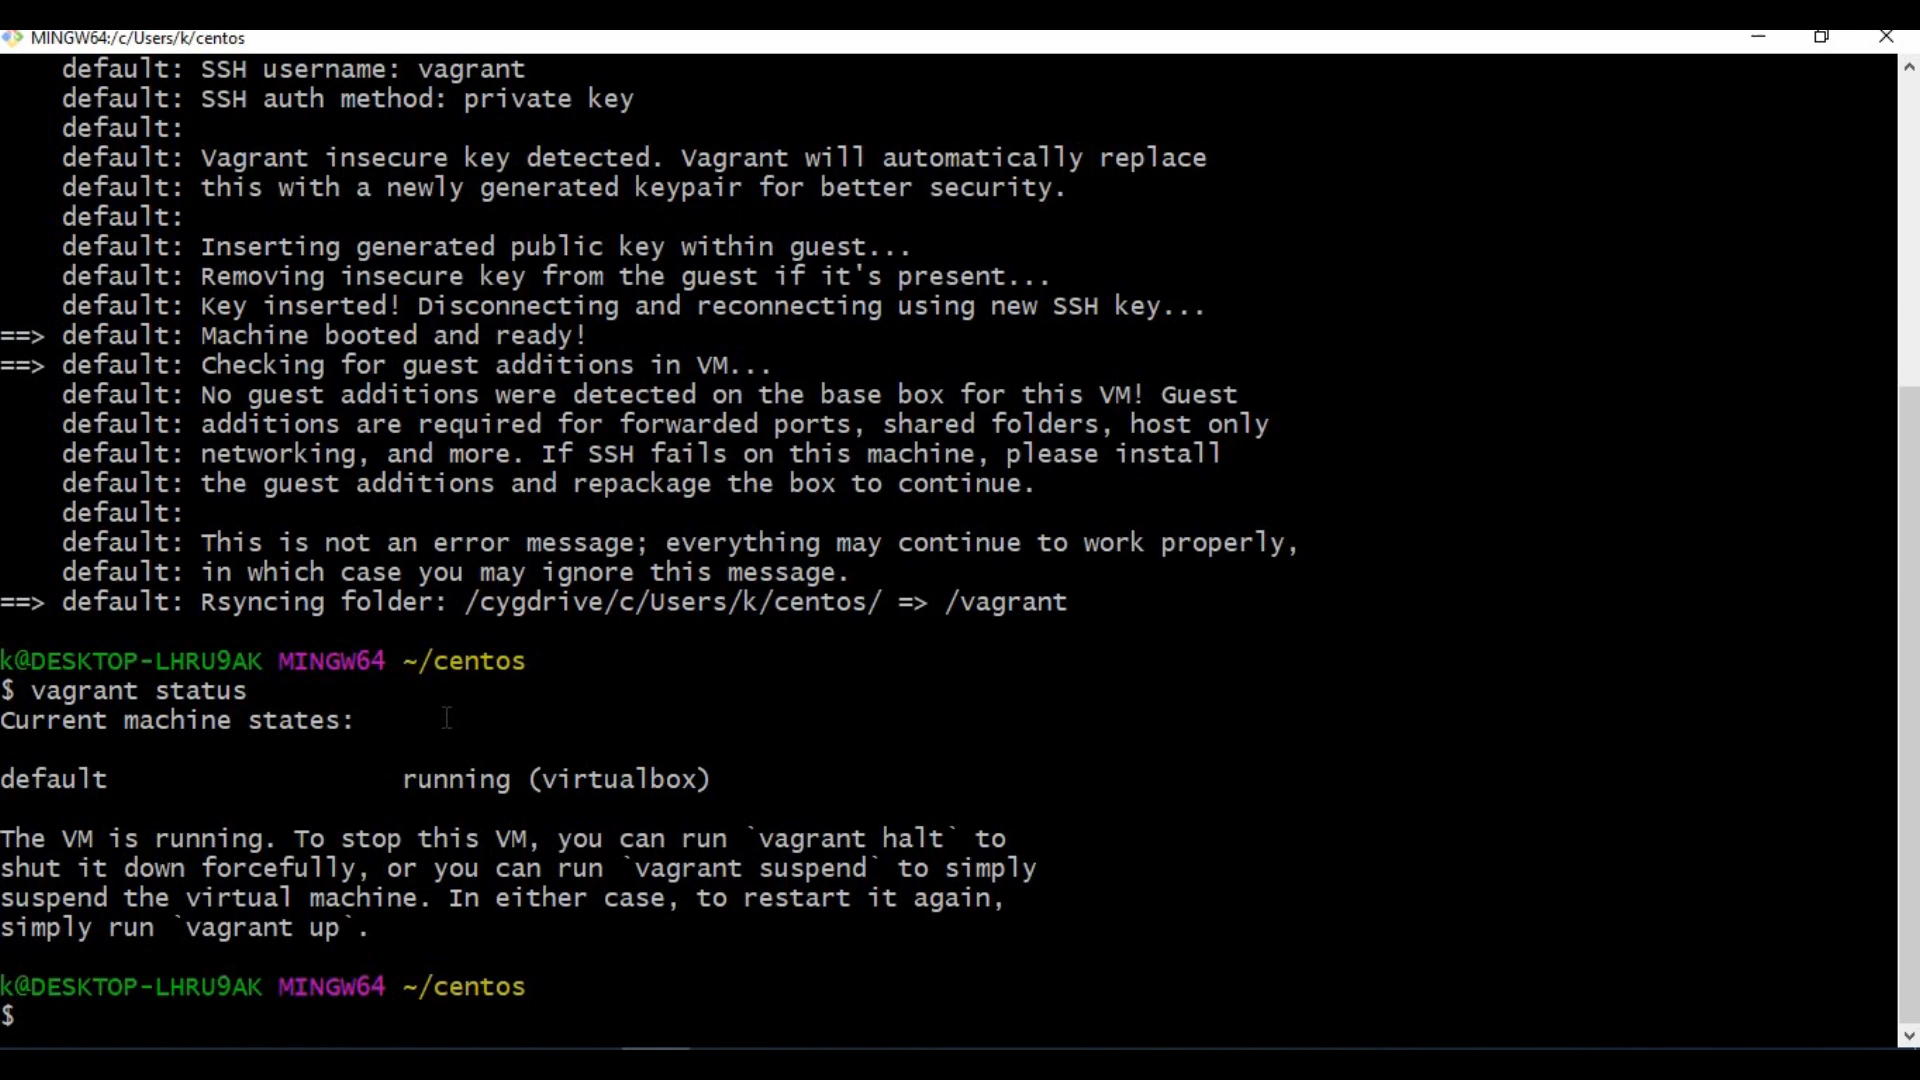 MINGW64:/c/Users/k/centos
default: SSH username: vagrant
default: SSH auth method: private key
default:
default: Vagrant insecure key detected. Vagrant will automatically replace
default: this with a newly generated keypair for better security.
default:
default: Inserting generated public key within guest...
default: Removing insecure key from the guest if it's present...
default: Key inserted! Disconnecting and reconnecting using new SSH key...
==> default: Machine booted and ready!
==> default: Checking for guest additions in VM...
default: No guest additions were detected on the base box for this VM! Guest
default: additions are required for forwarded ports, shared folders, host only
default: networking, and more. If SSH fails on this machine, please install
default: the guest additions and repackage the box to continue.
default:
default: This is not an error message; everything may continue to work properly,
default: in which case you may ignore this message.
==> default: Rsyncing folder: /cygdrive/c/Users/k/centos/ => /vagrant
k@DESKTOP-LHRU9AK MINGW64 ~/centos
$ vagrant status
Current machine states:
default running (virtualbox)
The VM is running. To stop this VM, you can run `vagrant halt` to
shut it down forcefully, or you can run `vagrant suspend` to simply
suspend the virtual machine. In either case, to restart it again,
simply run `vagrant up`.
k@DESKTOP-LHRU9AK MINGW64 ~/centos
$